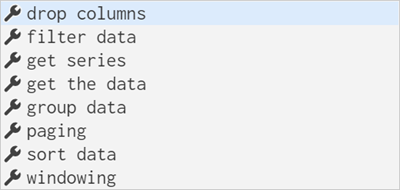 drop columns
filter data
get series
get the data
group data
paging
sort data
windowing